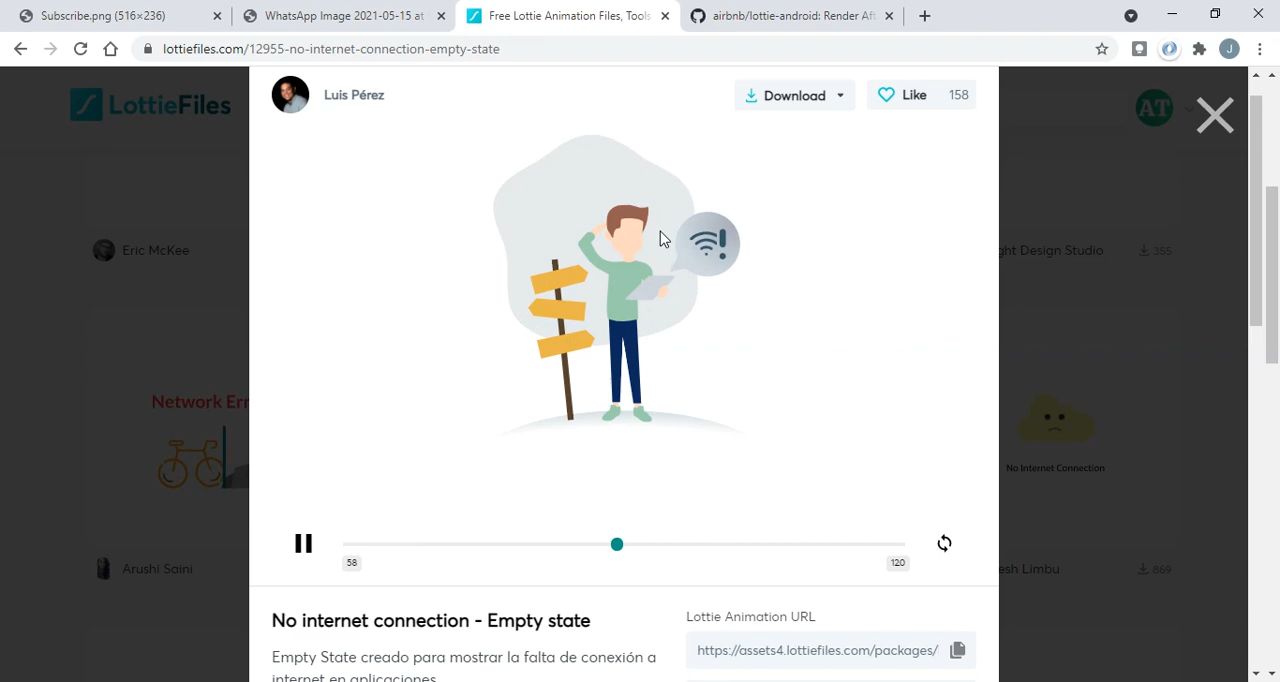 Subscribe.png (516×236)
WhatsApp Image 2021-05-15 at
Free Lottie Animation Files, Tools
airbnb/lottie-android: Render Aft
lottiefiles.com/12955-no-internet-connection-empty-state
J
LottieFiles
Luis Pérez
Download
Like 158
AT
Eric McKee
ght Design Studio
355
Network Err
No Internet Connection
58
120
Arushi Saini
esh Limbu
869
No internet connection - Empty state
Lottie Animation URL
https://assets4.lottiefiles.com/packages/
Empty State creado para mostrar la falta de conexión a
internet en aplicaciones